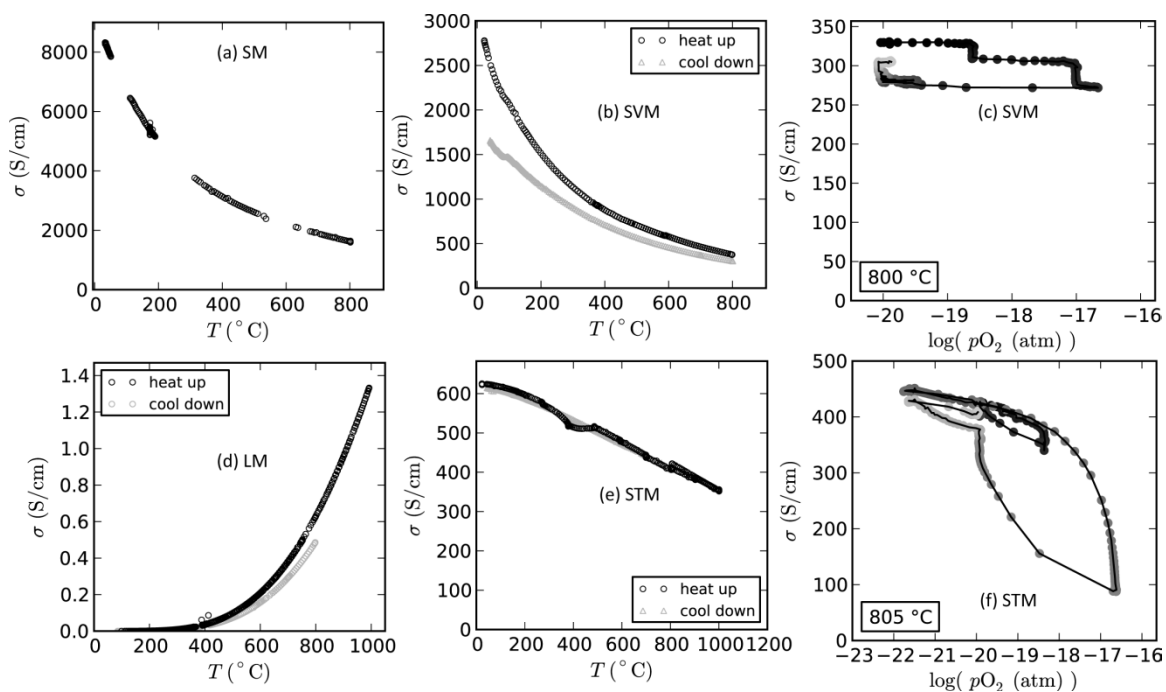 (a) SM
σ (S/cm)
8000
6000
4000
2000
0
0 200 400 600 800
T (°C)
(b) SVM
heat up
cool down
σ (S/cm)
3000
2500
2000
1500
1000
500
0
0 200 400 600 800
T (°C)
(c) SVM
800 °C
σ (S/cm)
350
300
250
200
150
100
50
0
−20 −19 −18 −17 −16
log( pO₂ (atm) )
(d) LM
heat up
cool down
σ (S/cm)
1.4
1.2
1.0
0.8
0.6
0.4
0.2
0.0
0 200 400 600 800 1000
T (°C)
(e) STM
heat up
cool down
σ (S/cm)
600
500
400
300
200
100
0
0 200 400 600 800 1000 1200
T (°C)
(f) STM
805 °C
σ (S/cm)
500
400
300
200
100
0
−23 −22 −21 −20 −19 −18 −17 −16 −15
log( pO₂ (atm) )